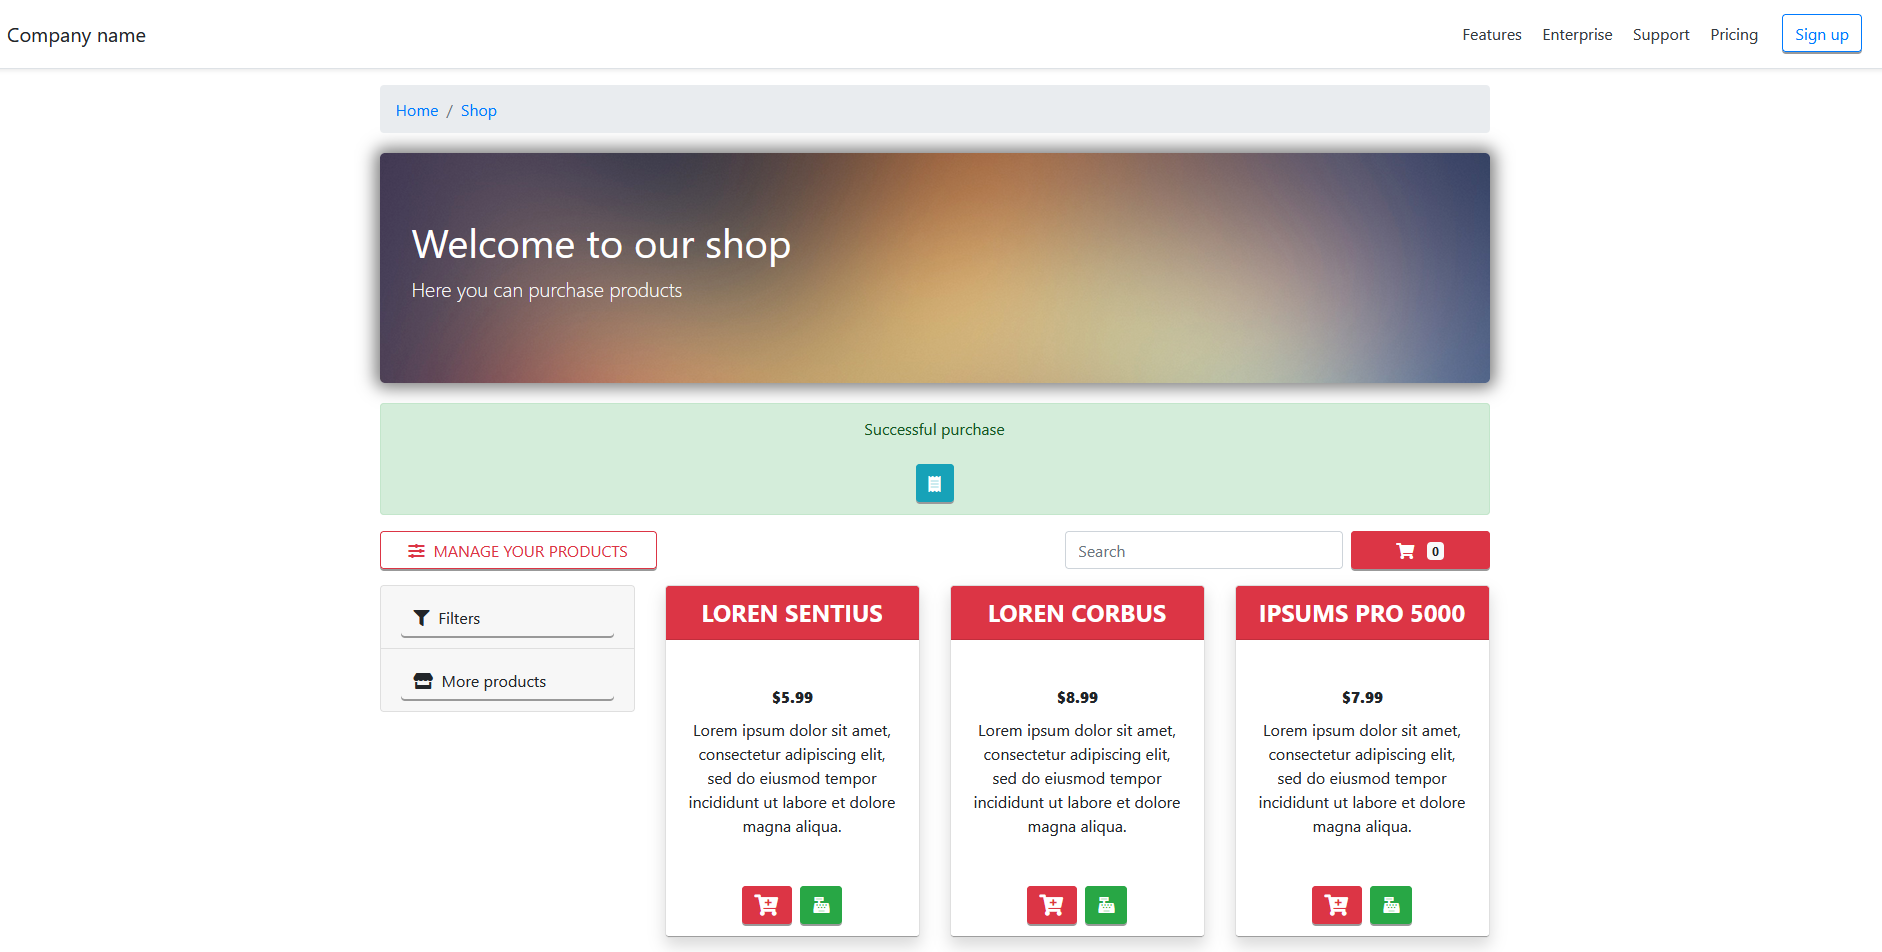 Company name
Features Enterprise Support Pricing Sign up
Home / Shop
Welcome to our shop
Here you can purchase products
Successful purchase
MANAGE YOUR PRODUCTS
Search
0
Filters
More products
LOREN SENTIUS
$5.99
Lorem ipsum dolor sit amet,
consectetur adipiscing elit,
sed do eiusmod tempor
incididunt ut labore et dolore
magna aliqua.
LOREN CORBUS
$8.99
Lorem ipsum dolor sit amet,
consectetur adipiscing elit,
sed do eiusmod tempor
incididunt ut labore et dolore
magna aliqua.
IPSUMS PRO 5000
$7.99
Lorem ipsum dolor sit amet,
consectetur adipiscing elit,
sed do eiusmod tempor
incididunt ut labore et dolore
magna aliqua.